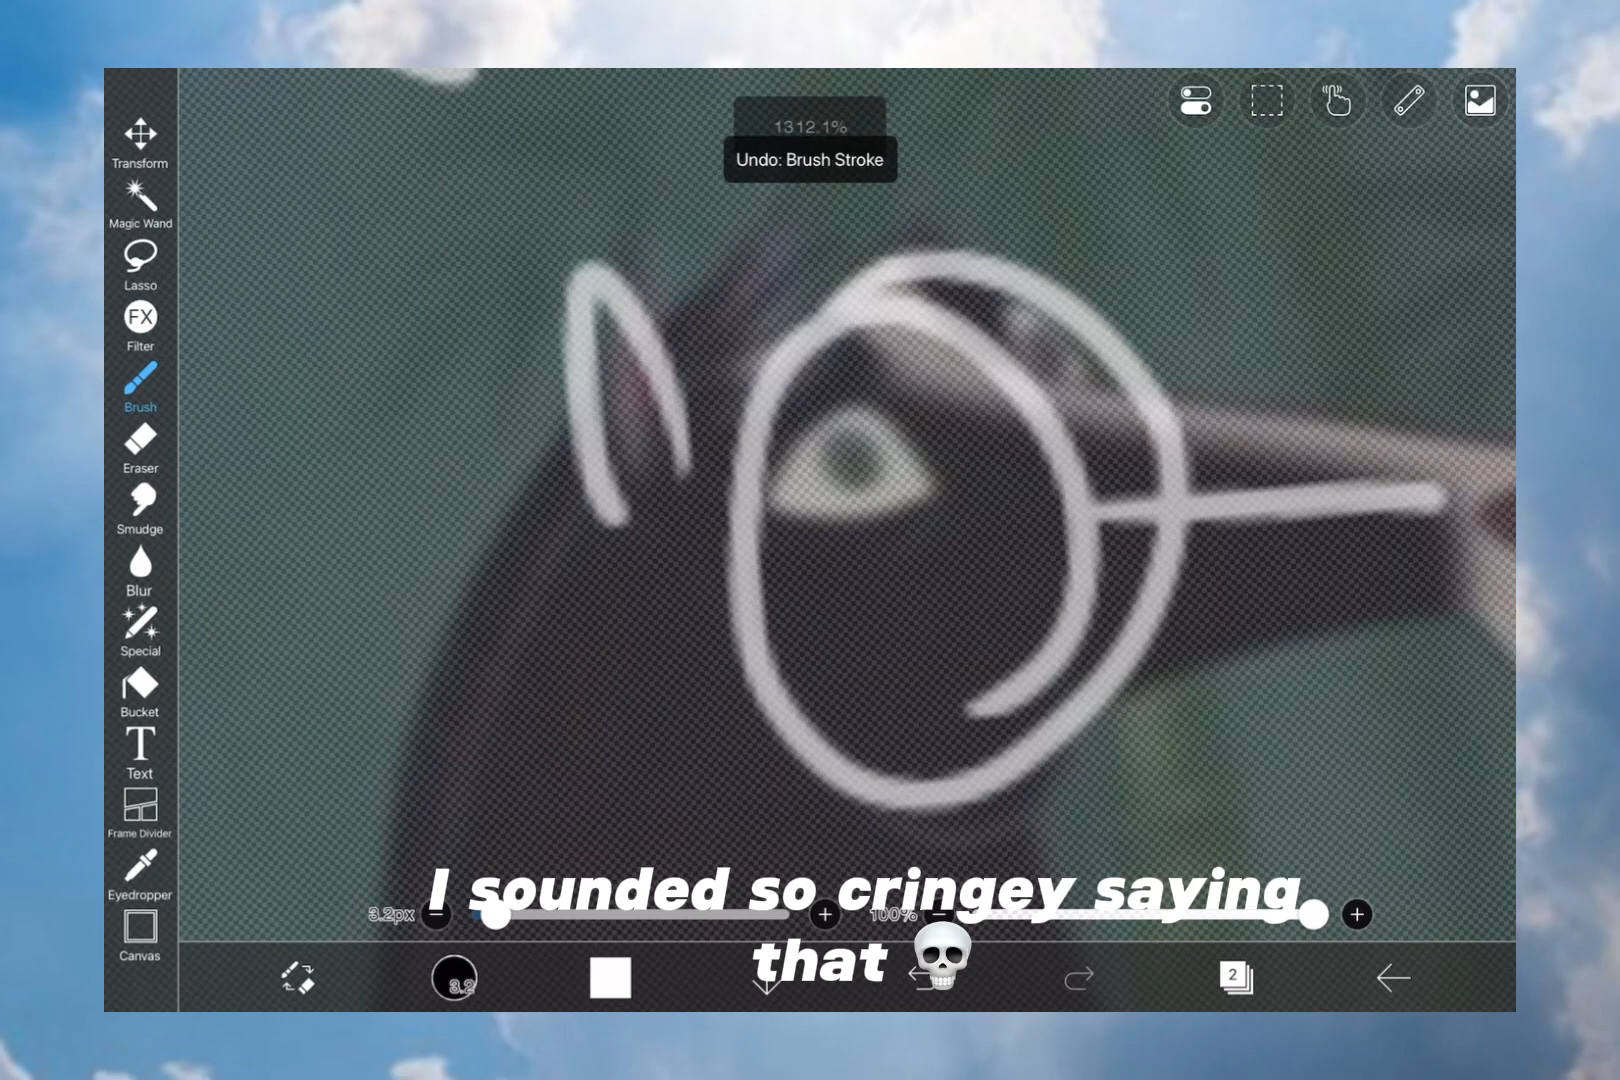 1312.1%
Undo: Brush Stroke
Transform
Magic Wand
Lasso
FX
Filter
Brush
Eraser
Smudge
Blur
Special
Bucket
T
Text
Frame Divider
Eyedropper
Canvas
I sounded so cringey saying
that 💀
3.2px
100%
3.2
2